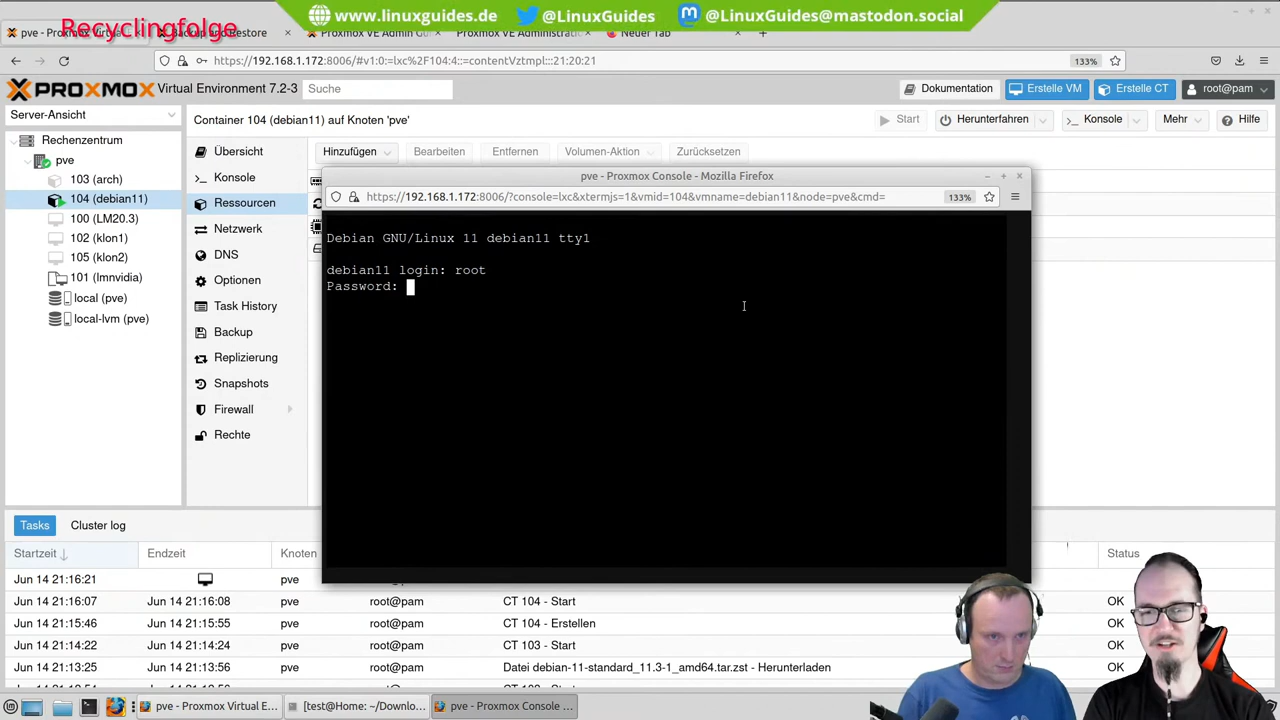 www.linuxguides.de @LinuxGuides @LinuxGuides@mastodon.social
Recyclingfolge
pve - Proxmox Virtual E Backup and Restore Proxmox VE Admin Gui Proxmox VE Administrad Neuer Tab
https://192.168.1.172:8006/#v1:0:=lxc%2F104:4::=contentVztmpl:::21:20:21 133%
PROXMOX Virtual Environment 7.2-3 Suche Dokumentation Erstelle VM Erstelle CT root@pam
Server-Ansicht
Container 104 (debian11) auf Knoten 'pve' Start Herunterfahren Konsole Mehr Hilfe
Rechenzentrum
pve
103 (arch)
104 (debian11)
100 (LM20.3)
102 (klon1)
105 (klon2)
101 (lmnvidia)
local (pve)
local-lvm (pve)
Übersicht
Konsole
Ressourcen
Netzwerk
DNS
Optionen
Task History
Backup
Replizierung
Snapshots
Firewall
Rechte
Hinzufügen Bearbeiten Entfernen Volumen-Aktion Zurücksetzen
pve - Proxmox Console - Mozilla Firefox
https://192.168.1.172:8006/?console=lxc&xtermjs=1&vmid=104&vmname=debian11&node=pve&cmd= 133%
Debian GNU/Linux 11 debian11 tty1
debian11 login: root
Password:
Tasks Cluster log
Startzeit Endzeit Knoten Status
Jun 14 21:16:21 pve
Jun 14 21:16:07 Jun 14 21:16:08 pve root@pam CT 104 - Start OK
Jun 14 21:15:46 Jun 14 21:15:55 pve root@pam CT 104 - Erstellen OK
Jun 14 21:14:22 Jun 14 21:14:24 pve root@pam CT 103 - Start OK
Jun 14 21:13:25 Jun 14 21:13:56 pve root@pam Datei debian-11-standard_11.3-1_amd64.tar.zst - Herunterladen OK
pve - Proxmox Virtual E... [test@Home: ~/Downlo... pve - Proxmox Console ...